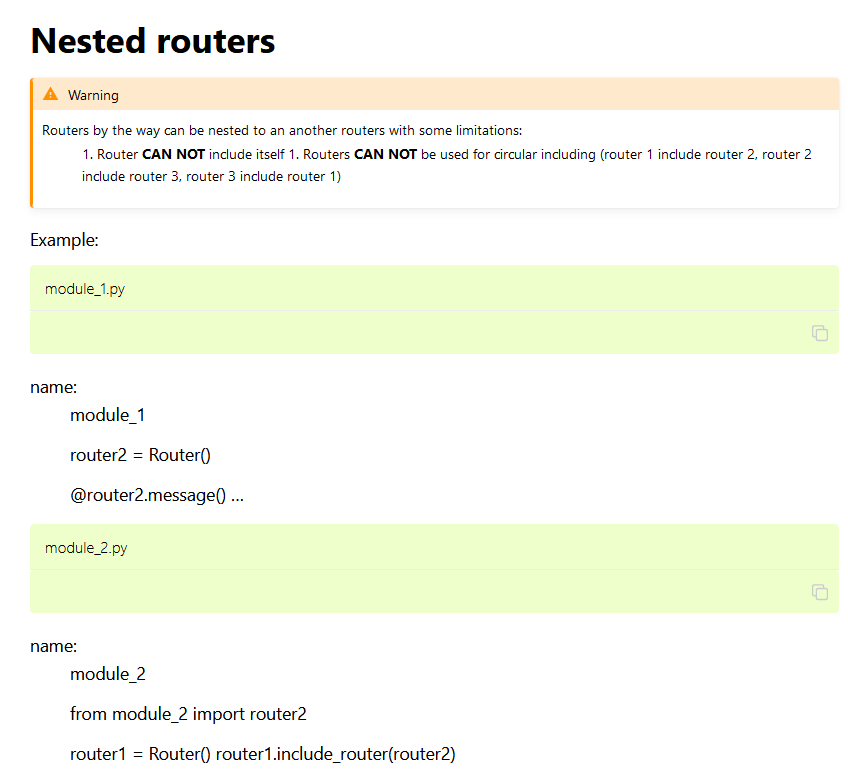 Nested routers
Warning
Routers by the way can be nested to an another routers with some limitations:
1. Router CAN NOT include itself 1. Routers CAN NOT be used for circular including (router 1 include router 2, router 2
include router 3, router 3 include router 1)
Example:
module_1.py
name:
module_1
router2 = Router()
@router2.message() ...
module_2.py
name:
module_2
from module_2 import router2
router1 = Router() router1.include_router(router2)